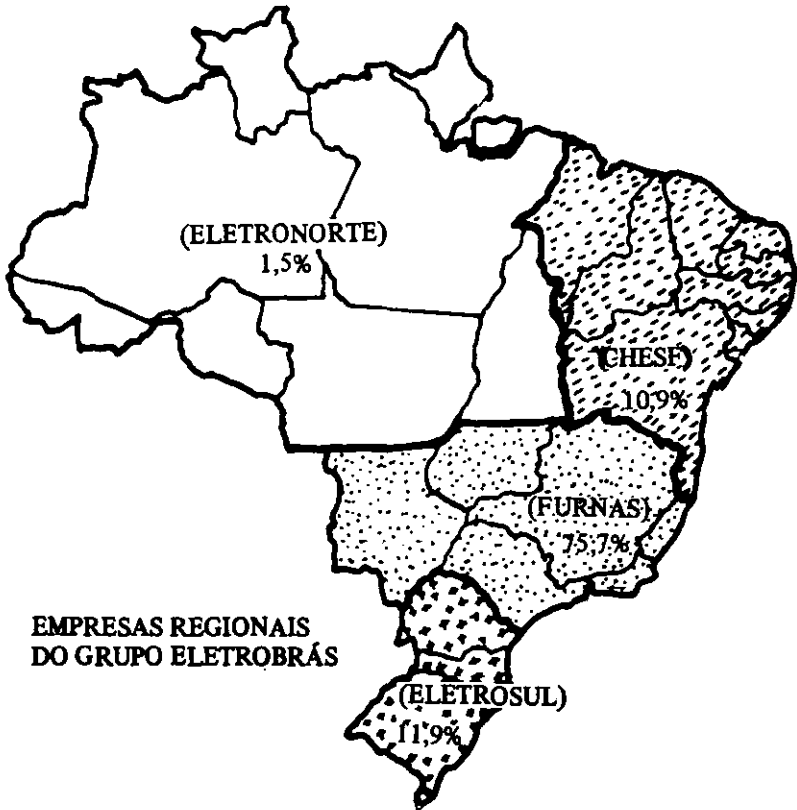 (ELETRONORTE)
1,5%
(CHESF)
10,9%
(FURNAS)
75,7%
EMPRESAS REGIONAIS
DO GRUPO ELETROBRÁS
(ELETROSUL)
11,9%